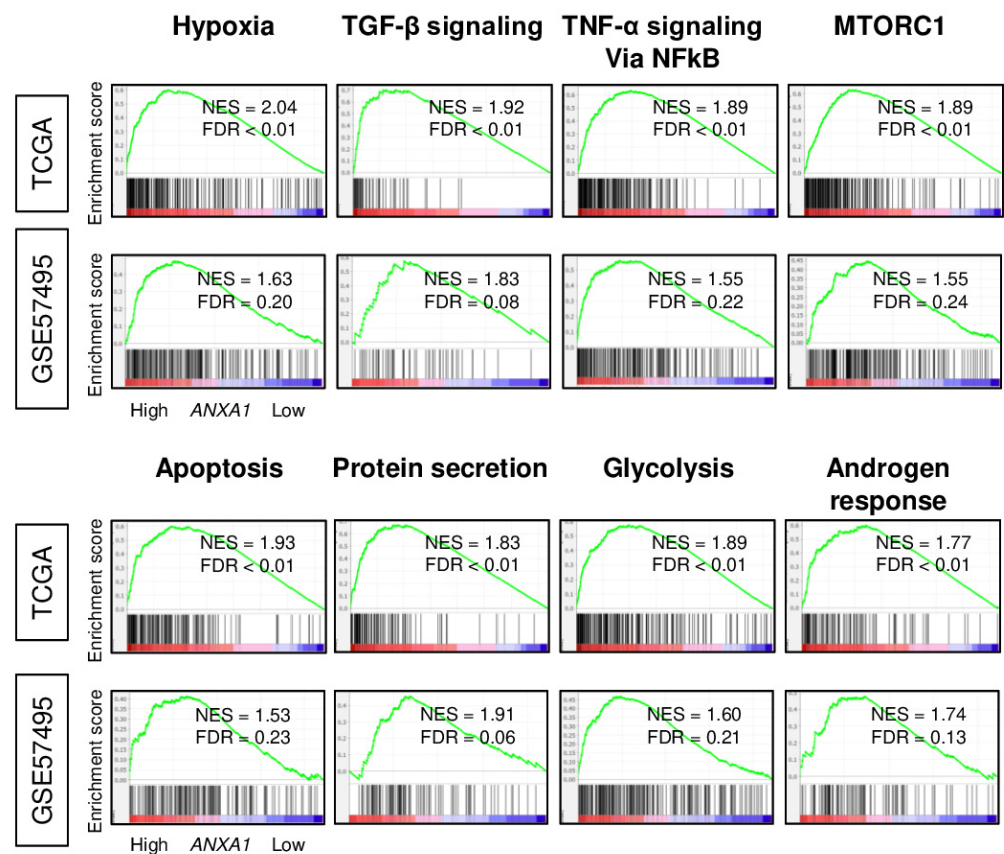 Hypoxia
TGF-β signaling
TNF-α signaling
Via NFkB
MTORC1
TCGA
Enrichment score
NES = 2.04
FDR < 0.01
NES = 1.92
FDR < 0.01
NES = 1.89
FDR < 0.01
NES = 1.89
FDR < 0.01
GSE57495
Enrichment score
NES = 1.63
FDR = 0.20
NES = 1.83
FDR = 0.08
NES = 1.55
FDR = 0.22
NES = 1.55
FDR = 0.24
High ANXA1 Low
Apoptosis
Protein secretion
Glycolysis
Androgen
response
TCGA
Enrichment score
NES = 1.93
FDR < 0.01
NES = 1.83
FDR < 0.01
NES = 1.89
FDR < 0.01
NES = 1.77
FDR < 0.01
GSE57495
Enrichment score
NES = 1.53
FDR = 0.23
NES = 1.91
FDR = 0.06
NES = 1.60
FDR = 0.21
NES = 1.74
FDR = 0.13
High ANXA1 Low